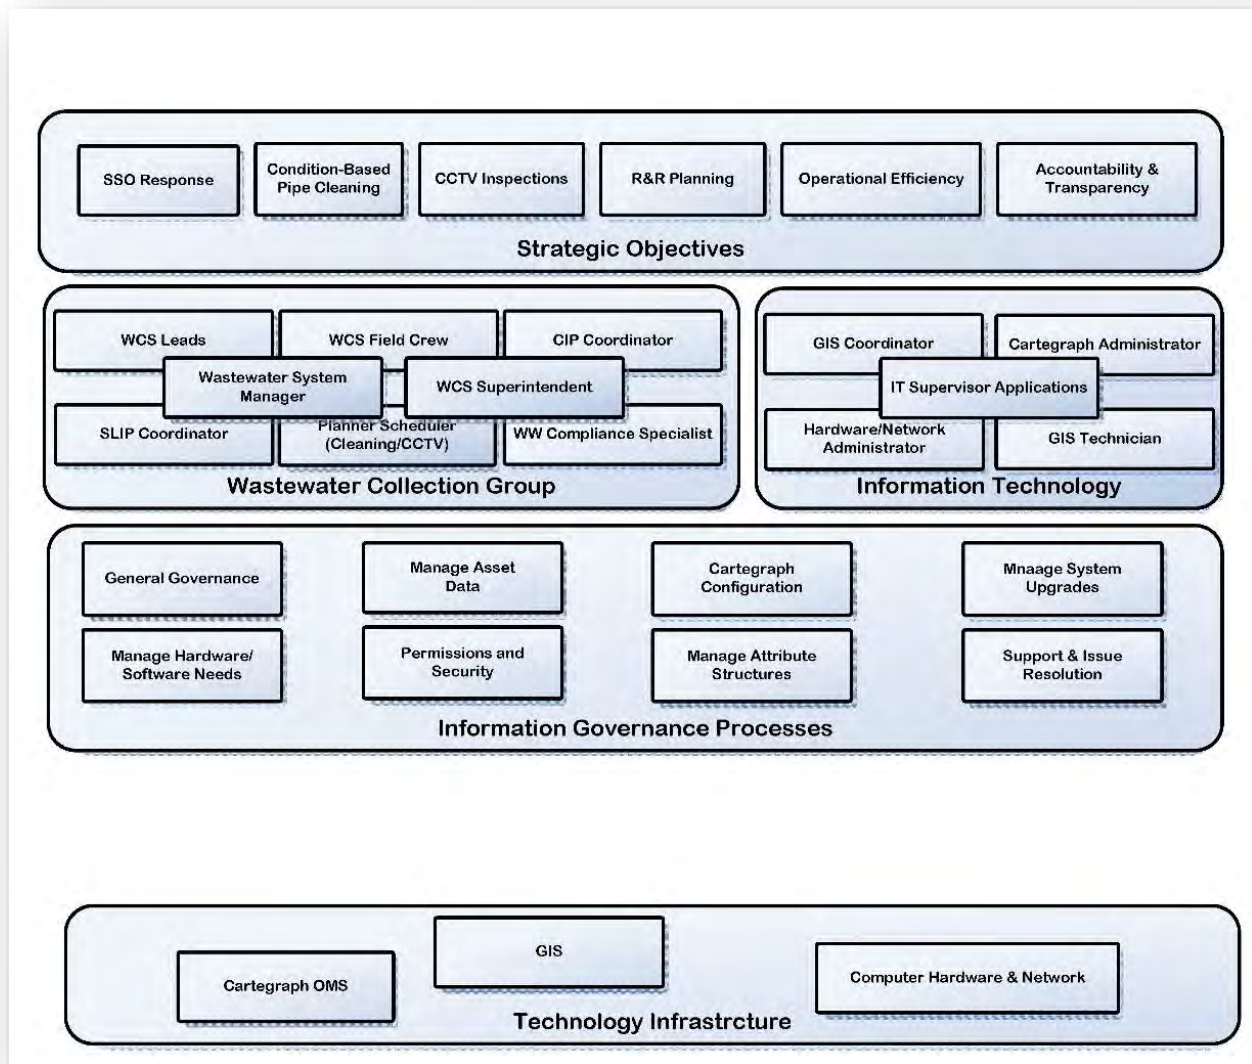 SSO Response
Condition-Based
Pipe Cleaning
CCTV Inspections
R&R Planning
Operational Efficiency
Accountability &
Transparency
Strategic Objectives
WCS Leads
WCS Field Crew
CIP Coordinator
Wastewater System
Manager
WCS Superintendent
SLIP Coordinator
Planner Scheduler
(Cleaning/CCTV)
WW Compliance Specialist
Wastewater Collection Group
GIS Coordinator
Cartegraph Administrator
IT Supervisor Applications
Hardware/Network
Administrator
GIS Technician
Information Technology
General Governance
Manage Asset
Data
Cartegraph
Configuration
Mnaage System
Upgrades
Manage Hardware/
Software Needs
Permissions and
Security
Manage Attribute
Structures
Support & Issue
Resolution
Information Governance Processes
Cartegraph OMS
GIS
Computer Hardware & Network
Technology Infrastrcture